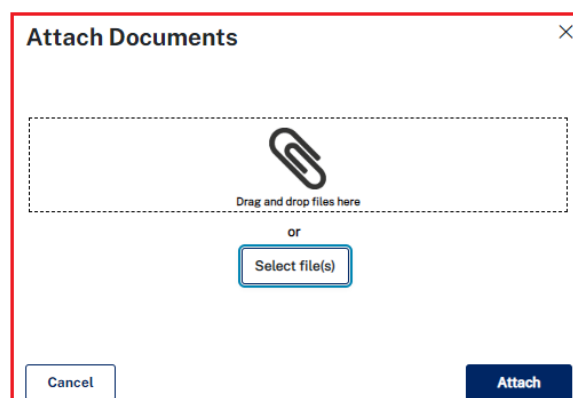 Attach Documents
Drag and drop files here
or
Select file(s)
Cancel
Attach